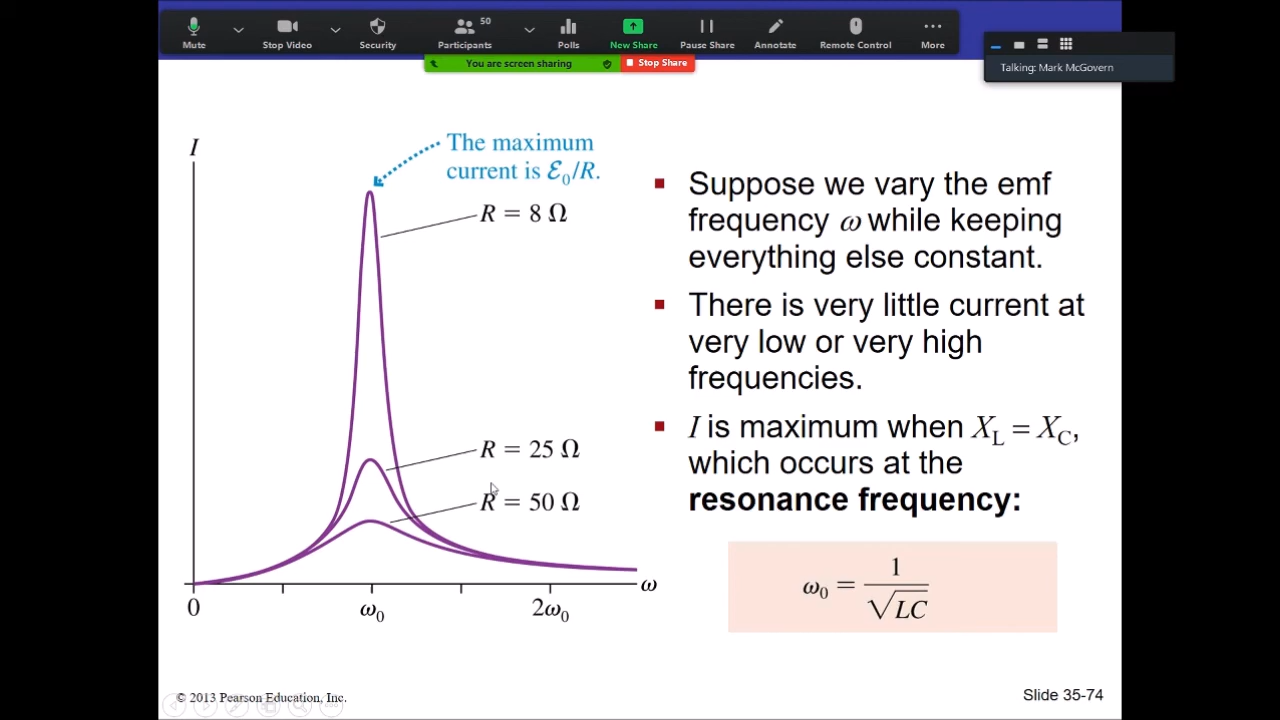 Mute
Stop Video
Security
Participants
50
Polls
New Share
Pause Share
Annotate
Remote Control
More
You are screen sharing
Stop Share
Talking: Mark McGovern
I
The maximum
current is ℰ₀/R.
R = 8 Ω
R = 25 Ω
R = 50 Ω
ω
0
ω₀
2ω₀
▪ Suppose we vary the emf
frequency ω while keeping
everything else constant.
▪ There is very little current at
very low or very high
frequencies.
▪ I is maximum when X_L = X_C,
which occurs at the
resonance frequency:
ω₀ = 1/√LC
© 2013 Pearson Education, Inc.
Slide 35-74